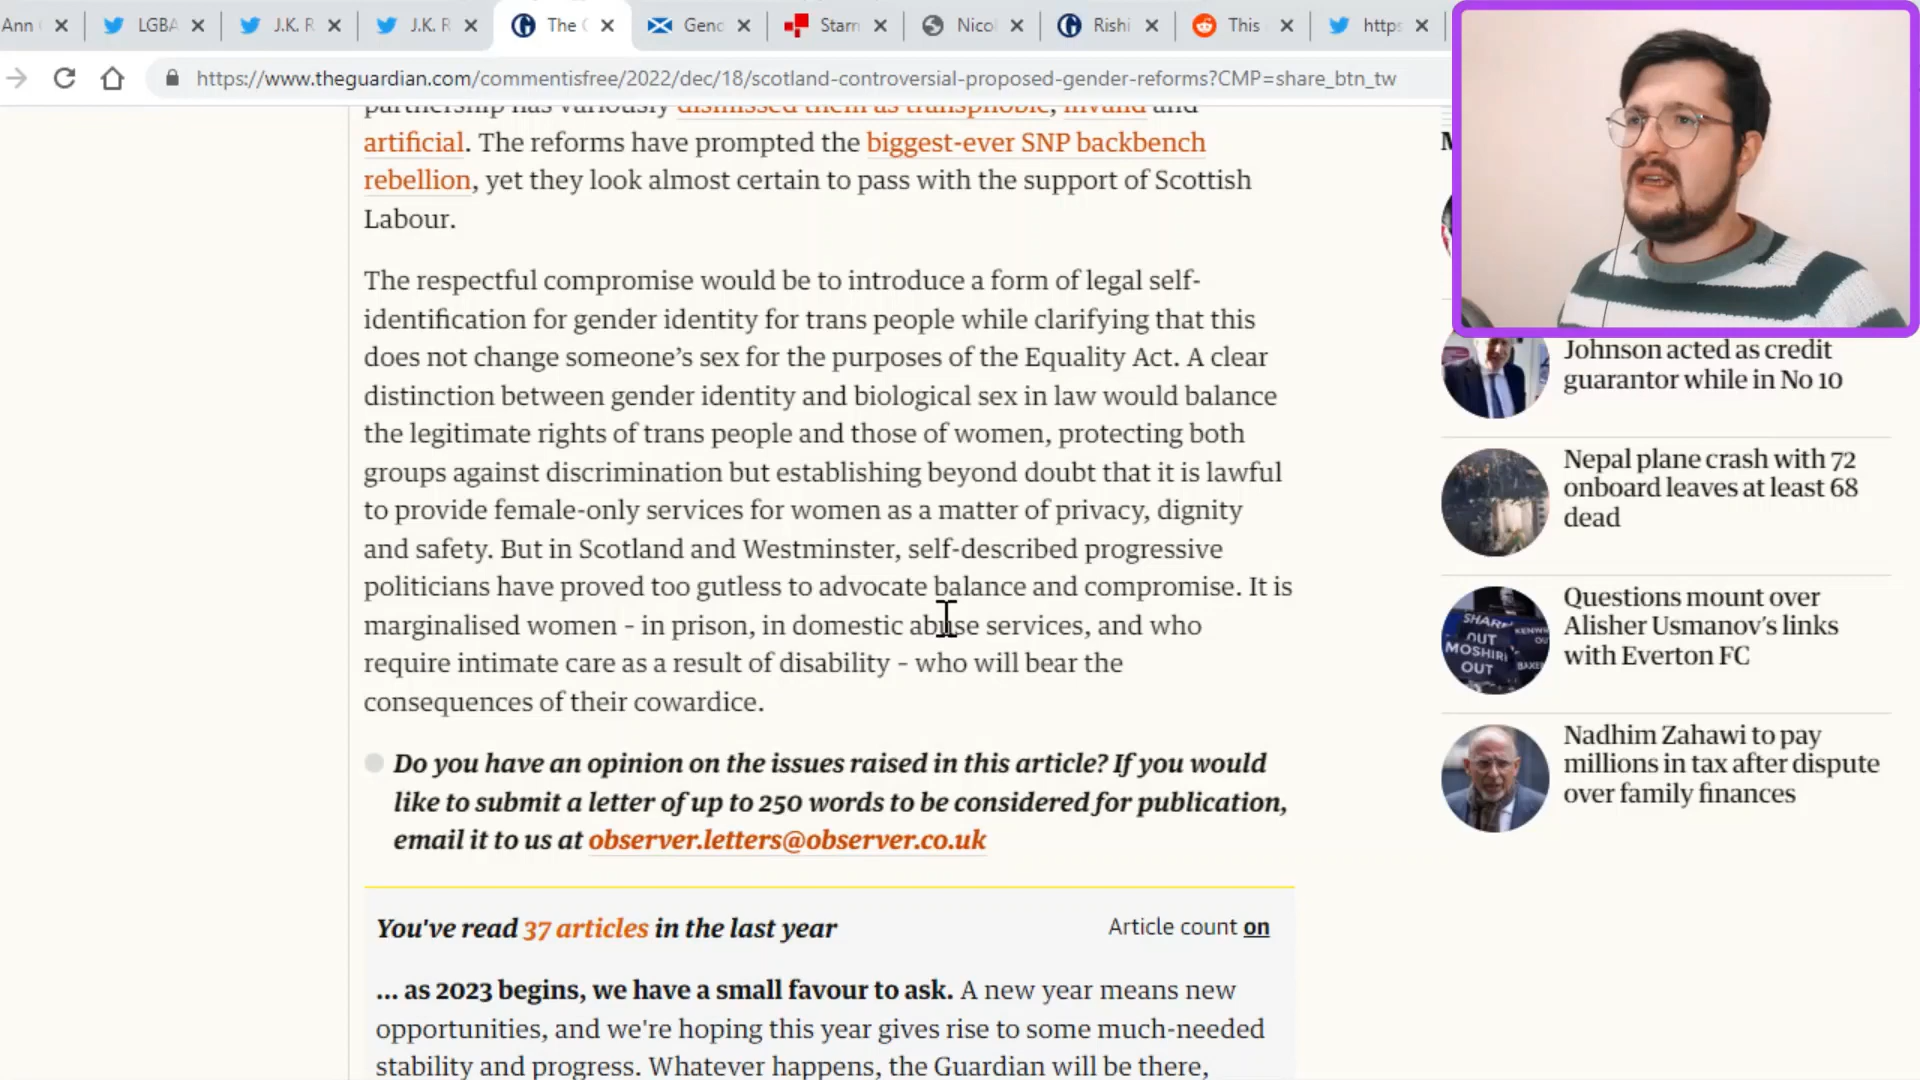 Ann
LGBA
J.K. R
J.K. R
The
Gend
Starn
Nicol
Rishi
This
https
https://www.theguardian.com/commentisfree/2022/dec/18/scotland-controversial-proposed-gender-reforms?CMP=share_btn_tw
partnership has variously dismissed them as transphobic, invalid and
artificial. The reforms have prompted the biggest-ever SNP backbench
rebellion, yet they look almost certain to pass with the support of Scottish
Labour.
The respectful compromise would be to introduce a form of legal self-
identification for gender identity for trans people while clarifying that this
does not change someone's sex for the purposes of the Equality Act. A clear
distinction between gender identity and biological sex in law would balance
the legitimate rights of trans people and those of women, protecting both
groups against discrimination but establishing beyond doubt that it is lawful
to provide female-only services for women as a matter of privacy, dignity
and safety. But in Scotland and Westminster, self-described progressive
politicians have proved too gutless to advocate balance and compromise. It is
marginalised women – in prison, in domestic abuse services, and who
require intimate care as a result of disability – who will bear the
consequences of their cowardice.
Do you have an opinion on the issues raised in this article? If you would
like to submit a letter of up to 250 words to be considered for publication,
email it to us at observer.letters@observer.co.uk
You've read 37 articles in the last year
Article count on
... as 2023 begins, we have a small favour to ask. A new year means new
opportunities, and we're hoping this year gives rise to some much-needed
stability and progress. Whatever happens, the Guardian will be there,
M
Johnson acted as credit
guarantor while in No 10
Nepal plane crash with 72
onboard leaves at least 68
dead
SHARE
OUT
MOSHIRI
OUT
Questions mount over
Alisher Usmanov's links
with Everton FC
Nadhim Zahawi to pay
millions in tax after dispute
over family finances